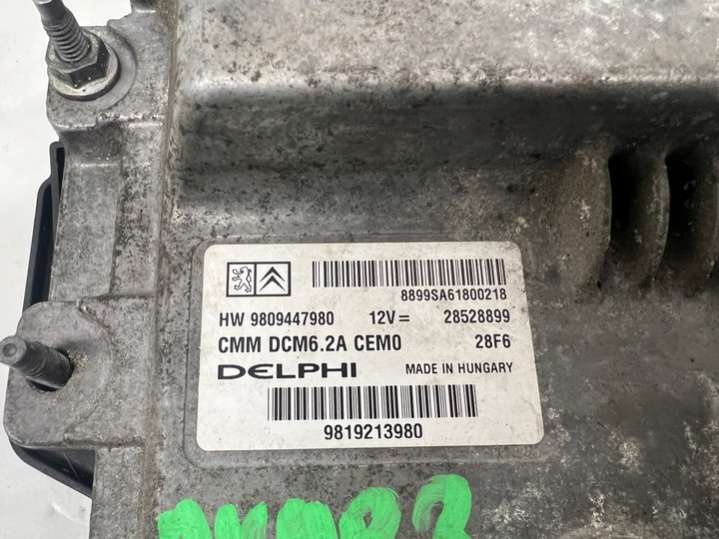 8899SA61800218
HW 9809447980 12V= 28528899
CMM DCM6.2A CEM0 28F6
DELPHI MADE IN HUNGARY
9819213980